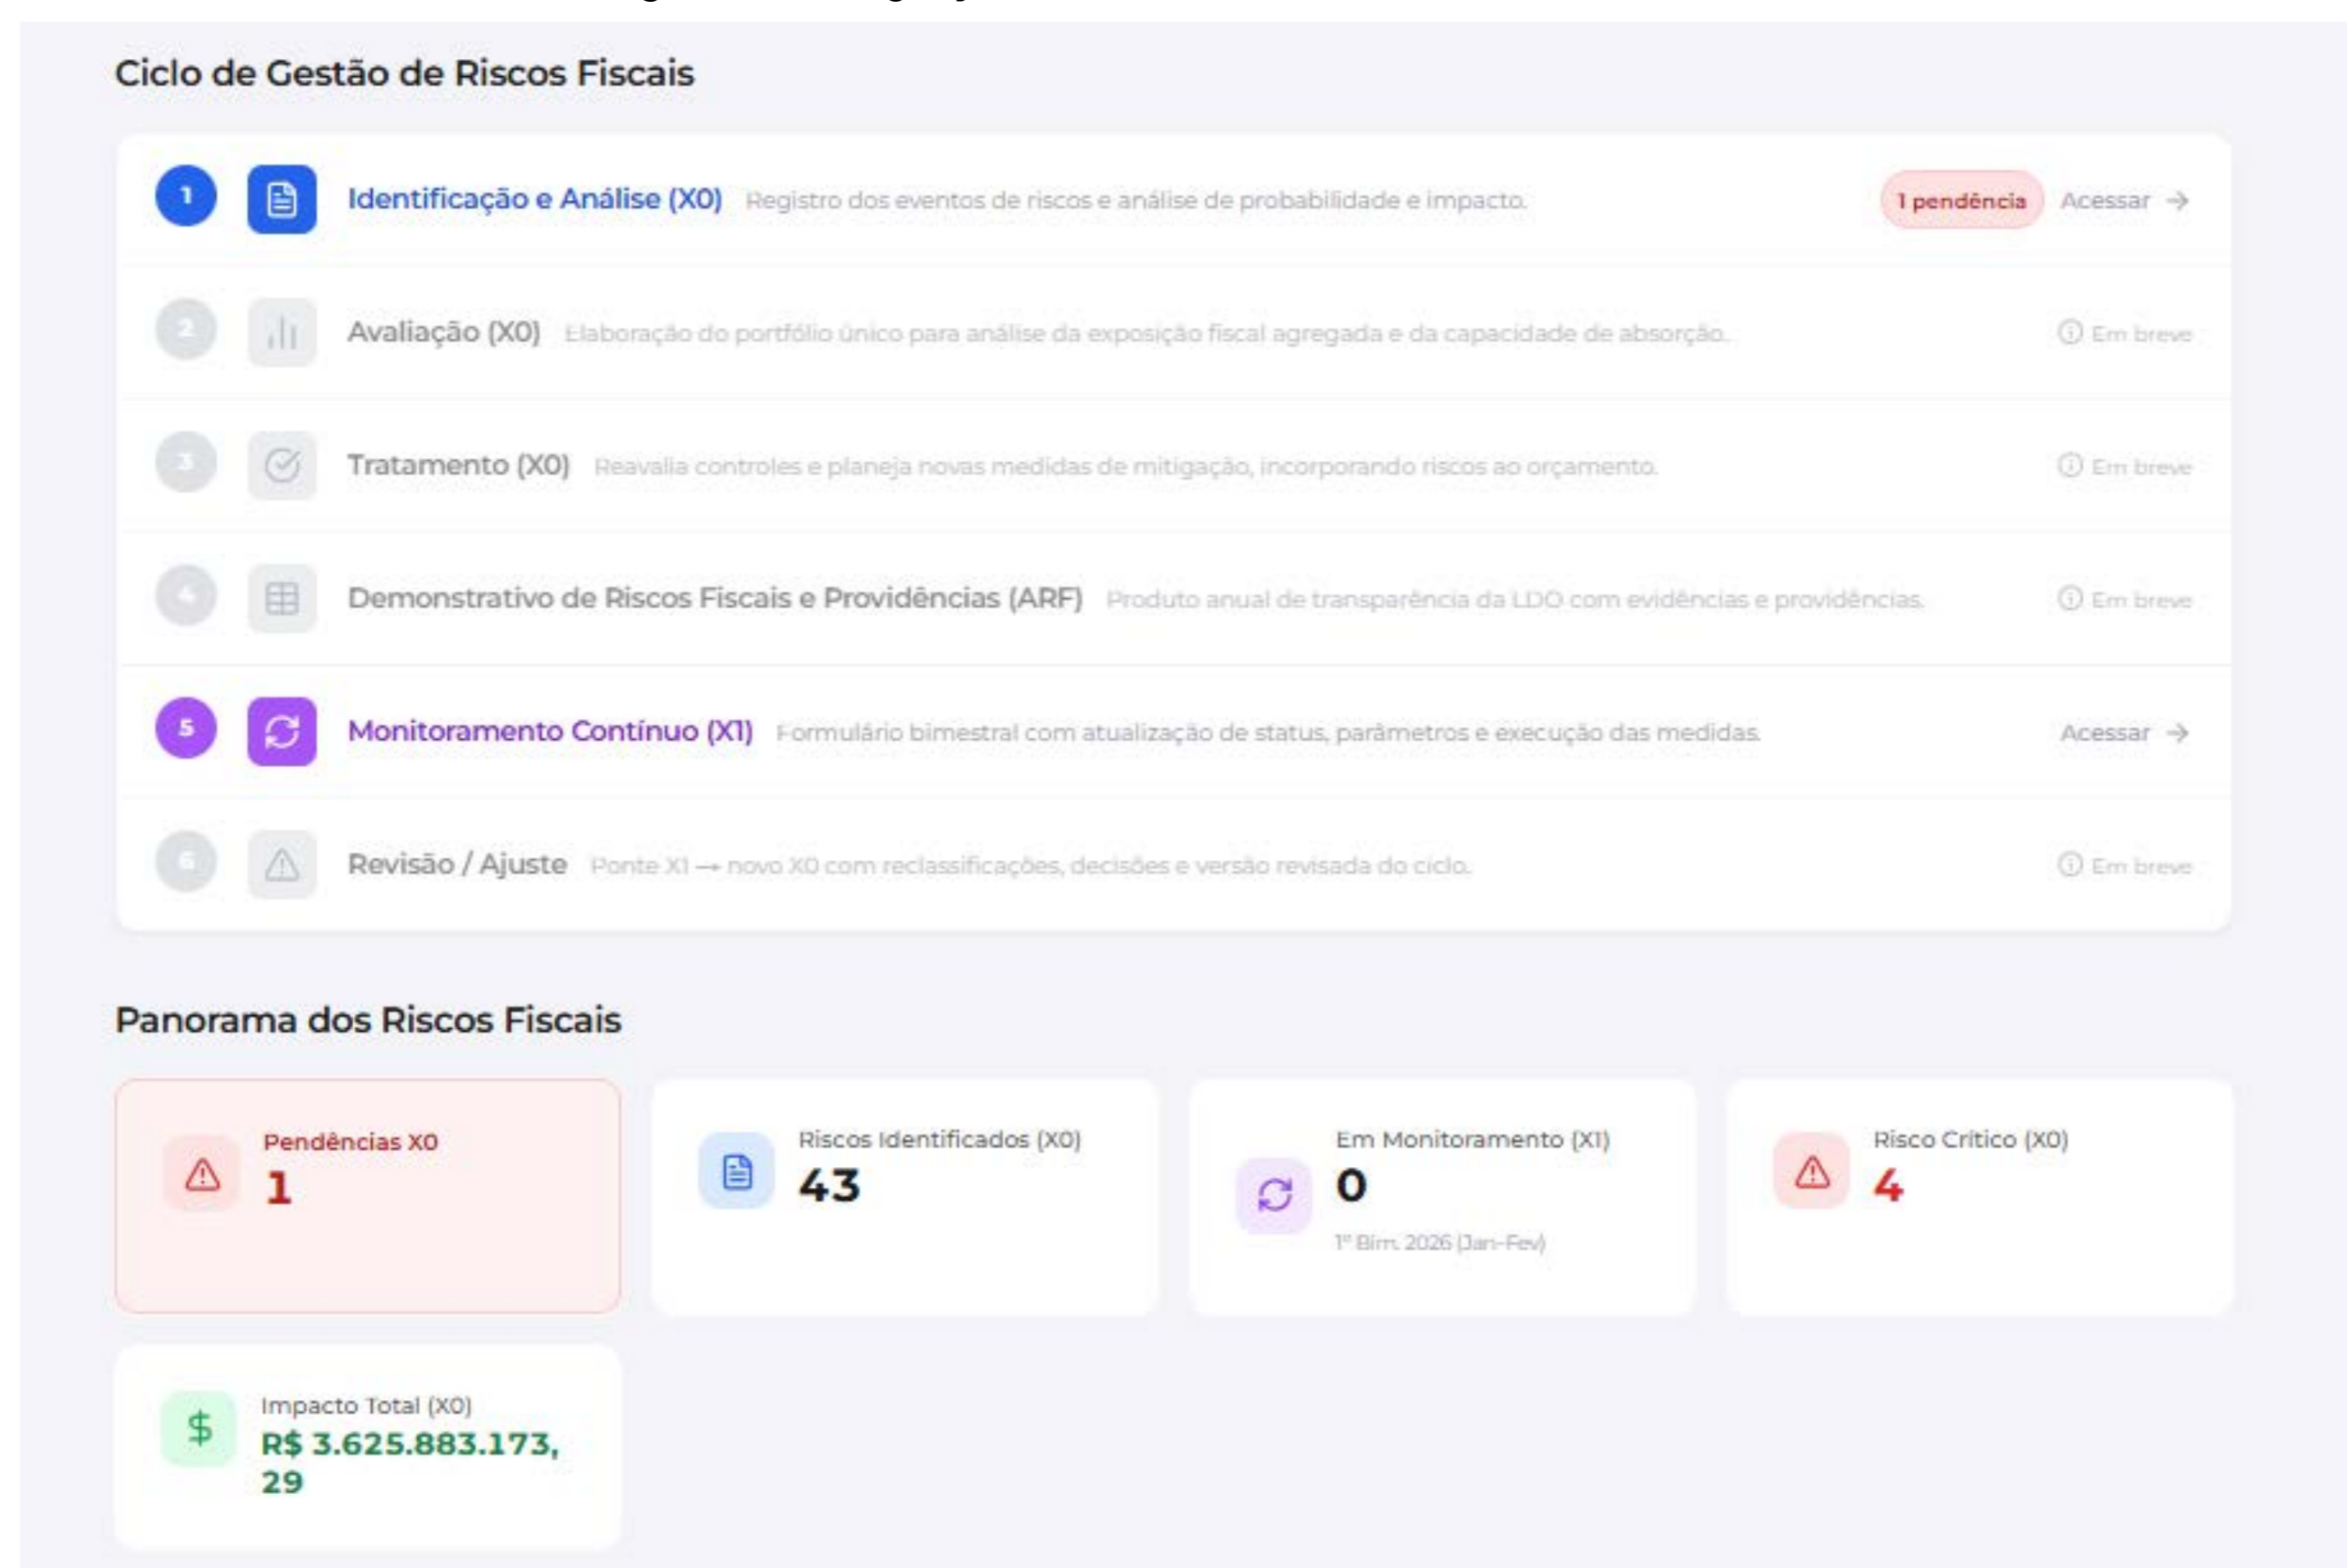 Ciclo de Gestão de Riscos Fiscais
1 Identificação e Análise (X0) Registro dos eventos de riscos e análise de probabilidade e impacto. 1 pendência Acessar →
2 Avaliação (X0) Elaboração do portfólio único para análise da exposição fiscal agregada e da capacidade de absorção. Em breve
3 Tratamento (X0) Reavalia controles e planeja novas medidas de mitigação, incorporando riscos ao orçamento. Em breve
4 Demonstrativo de Riscos Fiscais e Providências (ARF) Produto anual de transparência da LDO com evidências e providências. Em breve
5 Monitoramento Contínuo (X1) Formulário bimestral com atualização de status, parâmetros e execução das medidas. Acessar →
6 Revisão / Ajuste Ponte X1 → novo X0 com reclassificações, decisões e versão revisada do ciclo. Em breve
Panorama dos Riscos Fiscais
Pendências X0
1
Riscos Identificados (X0)
43
Em Monitoramento (X1)
0
1º Bim. 2026 (Jan-Fev)
Risco Crítico (X0)
4
Impacto Total (X0)
R$ 3.625.883.173,
29